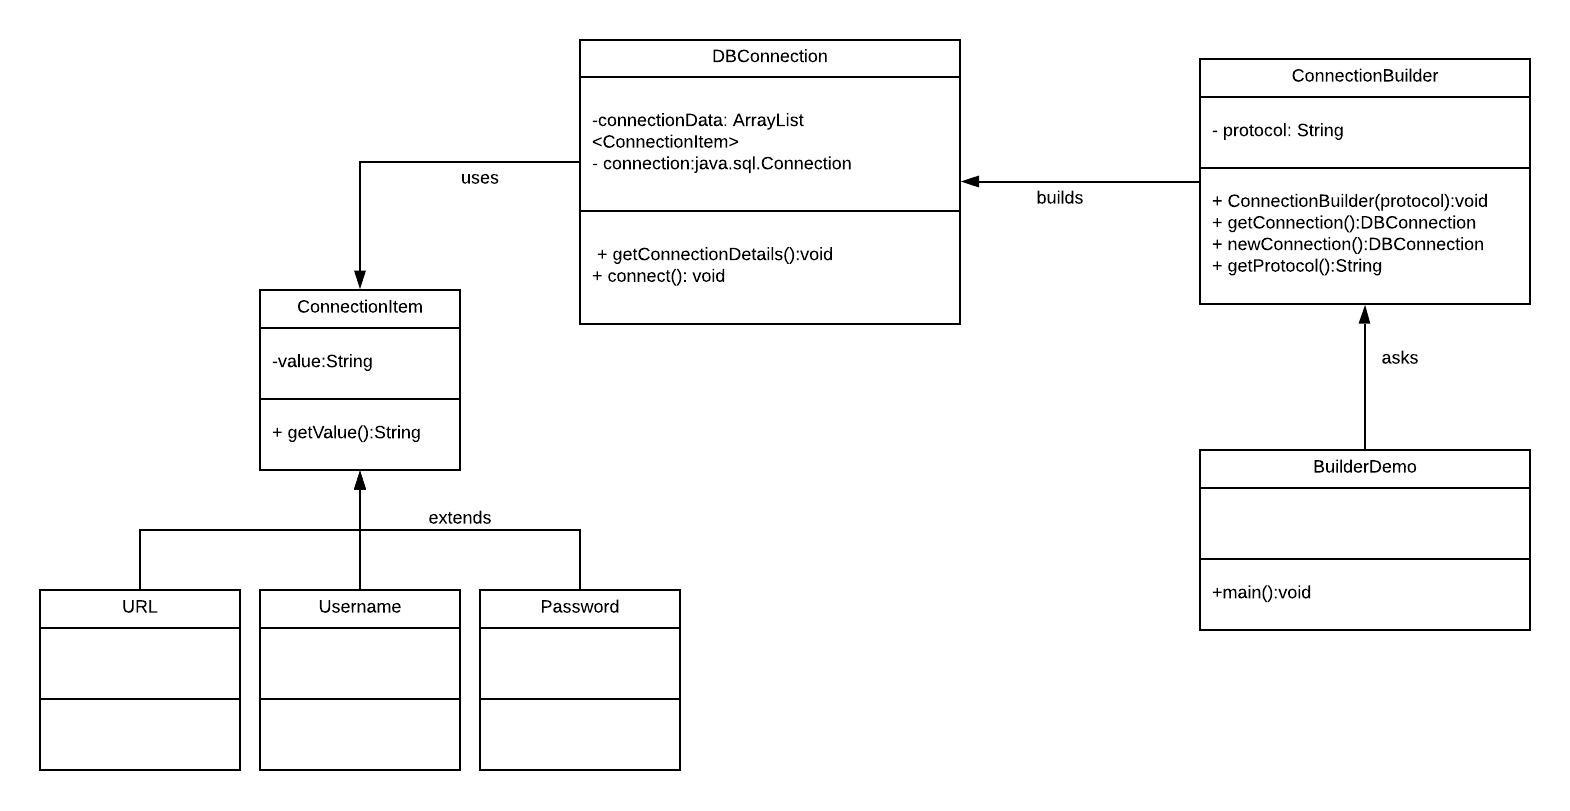 DBConnection
-connectionData: ArrayList
<ConnectionItem>
- connection:java.sql.Connection
+ getConnectionDetails():void
+ connect(): void
ConnectionBuilder
- protocol: String
+ ConnectionBuilder(protocol):void
+ getConnection():DBConnection
+ newConnection():DBConnection
+ getProtocol():String
uses
builds
ConnectionItem
-value:String
+ getValue():String
asks
extends
BuilderDemo
+main():void
URL
Username
Password